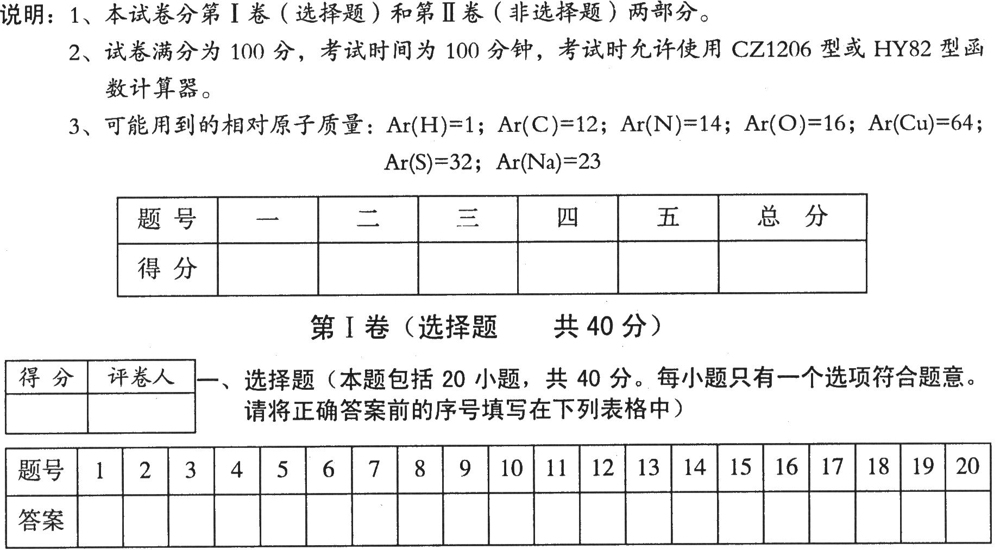 说明：1、本试卷分第Ⅰ卷（选择题）和第Ⅱ卷（非选择题）两部分。
2、试卷满分为 100 分，考试时间为 100 分钟，考试时允许使用 CZ1206 型或 HY82 型函
数计算器。
3、可能用到的相对原子质量：Ar(H)=1；Ar(C)=12；Ar(N)=14；Ar(O)=16；Ar(Cu)=64；
Ar(S)=32；Ar(Na)=23
题 号 一 二 三 四 五 总 分
得 分
第Ⅰ卷（选择题 共 40 分）
得 分 评卷人
一、选择题（本题包括 20 小题，共 40 分。每小题只有一个选项符合题意。
请将正确答案前的序号填写在下列表格中）
题号 1 2 3 4 5 6 7 8 9 10 11 12 13 14 15 16 17 18 19 20
答案